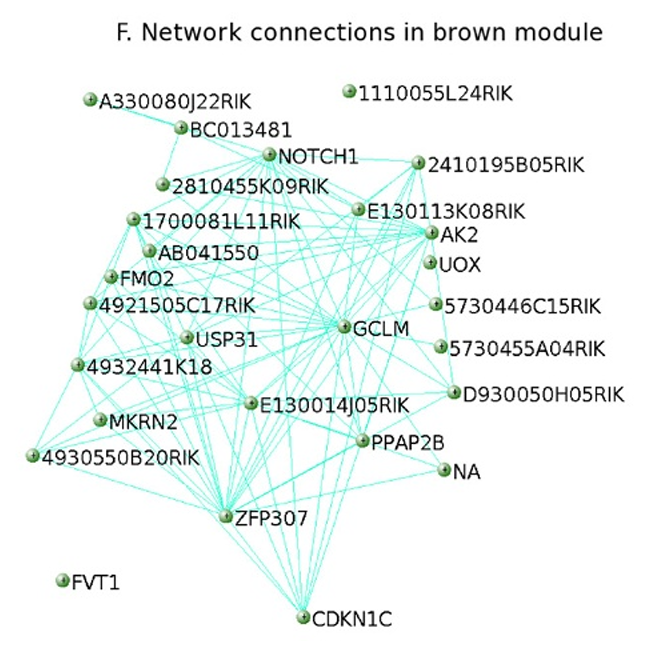 F. Network connections in brown module
1110055L24RIK
A330080J22RIK
BC013481
NOTCH1
2410195B05RIK
2810455K09RIK
E130113K08RIK
1700081L11RIK
AK2
AB041550
UOX
FMO2
4921505C17RIK
5730446C15RIK
GCLM
USP31
5730455A04RIK
4932441K18
D930050H05RIK
E130014J05RIK
MKRN2
PPAP2B
4930550B20RIK
NA
ZFP307
FVT1
CDKN1C